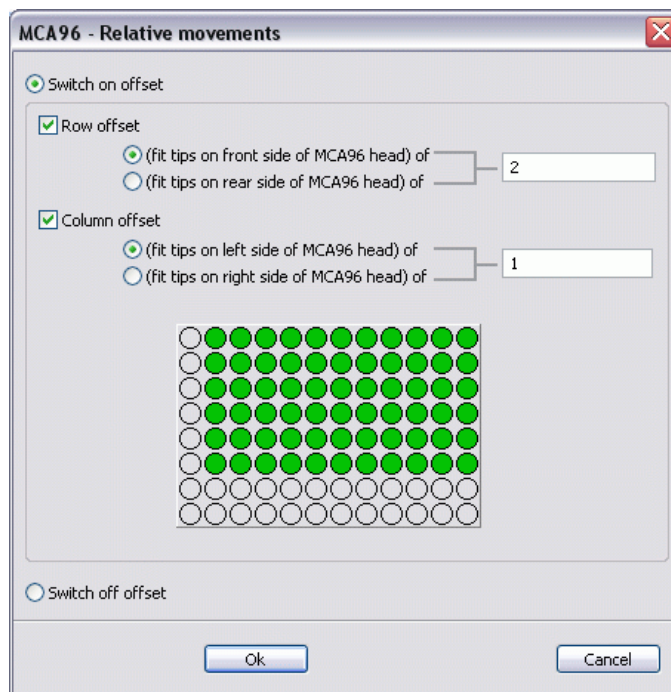 MCA96 - Relative movements
Switch on offset
Row offset
(fit tips on front side of MCA96 head) of
2
(fit tips on rear side of MCA96 head) of
Column offset
(fit tips on left side of MCA96 head) of
1
(fit tips on right side of MCA96 head) of
Switch off offset
Ok Cancel